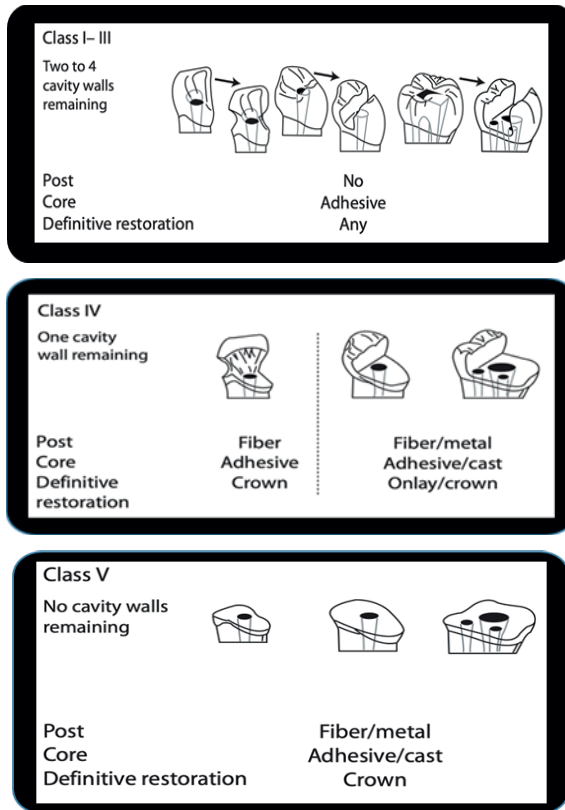 Class I– III
Two to 4
cavity walls
remaining
Post No
Core Adhesive
Definitive restoration Any
Class IV
One cavity
wall remaining
Post Fiber Fiber/metal
Core Adhesive Adhesive/cast
Definitive Crown Onlay/crown
restoration
Class V
No cavity walls
remaining
Post Fiber/metal
Core Adhesive/cast
Definitive restoration Crown